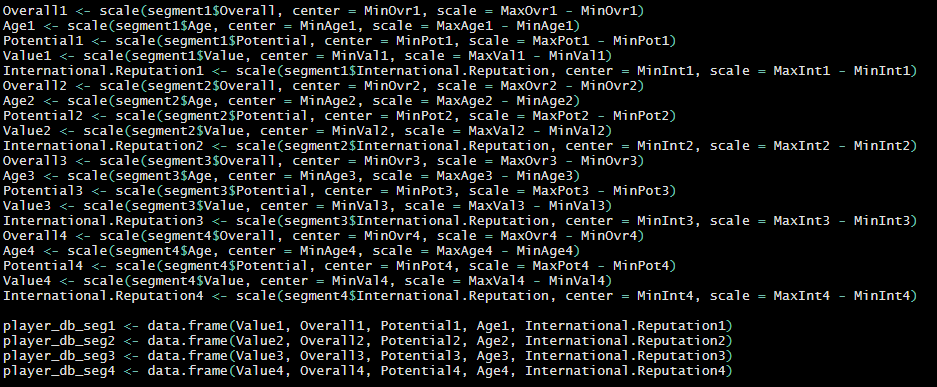 Overall1 <- scale(segment1$Overall, center = MinOvr1, scale = MaxOvr1 - MinOvr1)
Age1 <- scale(segment1$Age, center = MinAge1, scale = MaxAge1 - MinAge1)
Potential1 <- scale(segment1$Potential, center = MinPot1, scale = MaxPot1 - MinPot1)
Value1 <- scale(segment1$Value, center = MinVal1, scale = MaxVal1 - MinVal1)
International.Reputation1 <- scale(segment1$International.Reputation, center = MinInt1, scale = MaxInt1 - MinInt1)
Overall2 <- scale(segment2$Overall, center = MinOvr2, scale = MaxOvr2 - MinOvr2)
Age2 <- scale(segment2$Age, center = MinAge2, scale = MaxAge2 - MinAge2)
Potential2 <- scale(segment2$Potential, center = MinPot2, scale = MaxPot2 - MinPot2)
Value2 <- scale(segment2$Value, center = MinVal2, scale = MaxVal2 - MinVal2)
International.Reputation2 <- scale(segment2$International.Reputation, center = MinInt2, scale = MaxInt2 - MinInt2)
Overall3 <- scale(segment3$Overall, center = MinOvr3, scale = MaxOvr3 - MinOvr3)
Age3 <- scale(segment3$Age, center = MinAge3, scale = MaxAge3 - MinAge3)
Potential3 <- scale(segment3$Potential, center = MinPot3, scale = MaxPot3 - MinPot3)
Value3 <- scale(segment3$Value, center = MinVal3, scale = MaxVal3 - MinVal3)
International.Reputation3 <- scale(segment3$International.Reputation, center = MinInt3, scale = MaxInt3 - MinInt3)
Overall4 <- scale(segment4$Overall, center = MinOvr4, scale = MaxOvr4 - MinOvr4)
Age4 <- scale(segment4$Age, center = MinAge4, scale = MaxAge4 - MinAge4)
Potential4 <- scale(segment4$Potential, center = MinPot4, scale = MaxPot4 - MinPot4)
Value4 <- scale(segment4$Value, center = MinVal4, scale = MaxVal4 - MinVal4)
International.Reputation4 <- scale(segment4$International.Reputation, center = MinInt4, scale = MaxInt4 - MinInt4)

player_db_seg1 <- data.frame(Value1, Overall1, Potential1, Age1, International.Reputation1)
player_db_seg2 <- data.frame(Value2, Overall2, Potential2, Age2, International.Reputation2)
player_db_seg3 <- data.frame(Value3, Overall3, Potential3, Age3, International.Reputation3)
player_db_seg4 <- data.frame(Value4, Overall4, Potential4, Age4, International.Reputation4)